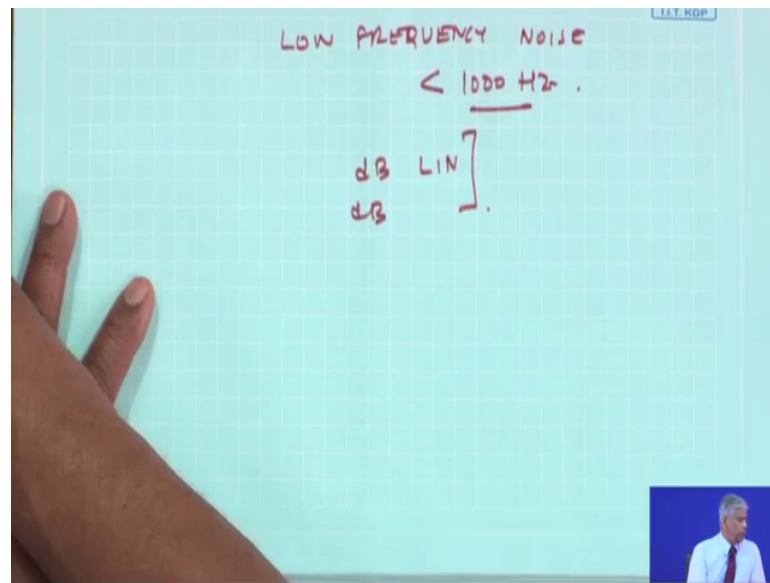 I.I.T. KGP
LOW FREQUENCY NOISE
< 1000 Hz .
dB LIN ]
dB .